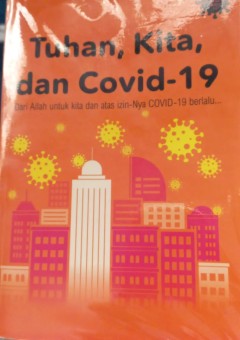 Tuhan, Kita,
dan Covid-19
Dari Allah untuk kita dan atas izin-Nya COVID-19 berlalu...